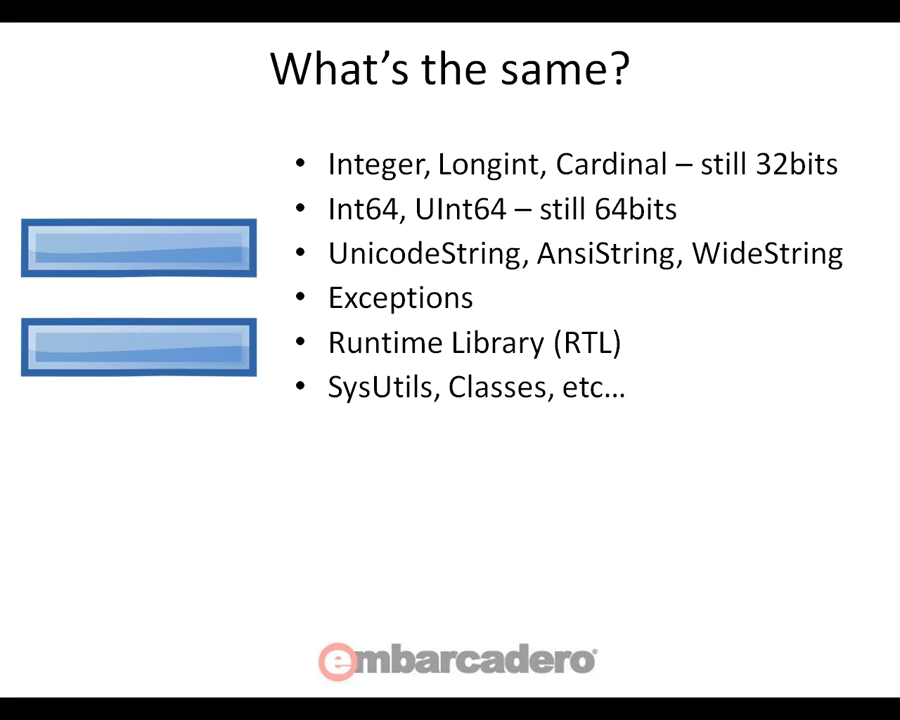 What’s the same?
• Integer, Longint, Cardinal – still 32bits
• Int64, UInt64 – still 64bits
• UnicodeString, AnsiString, WideString
• Exceptions
• Runtime Library (RTL)
• SysUtils, Classes, etc…
embarcadero